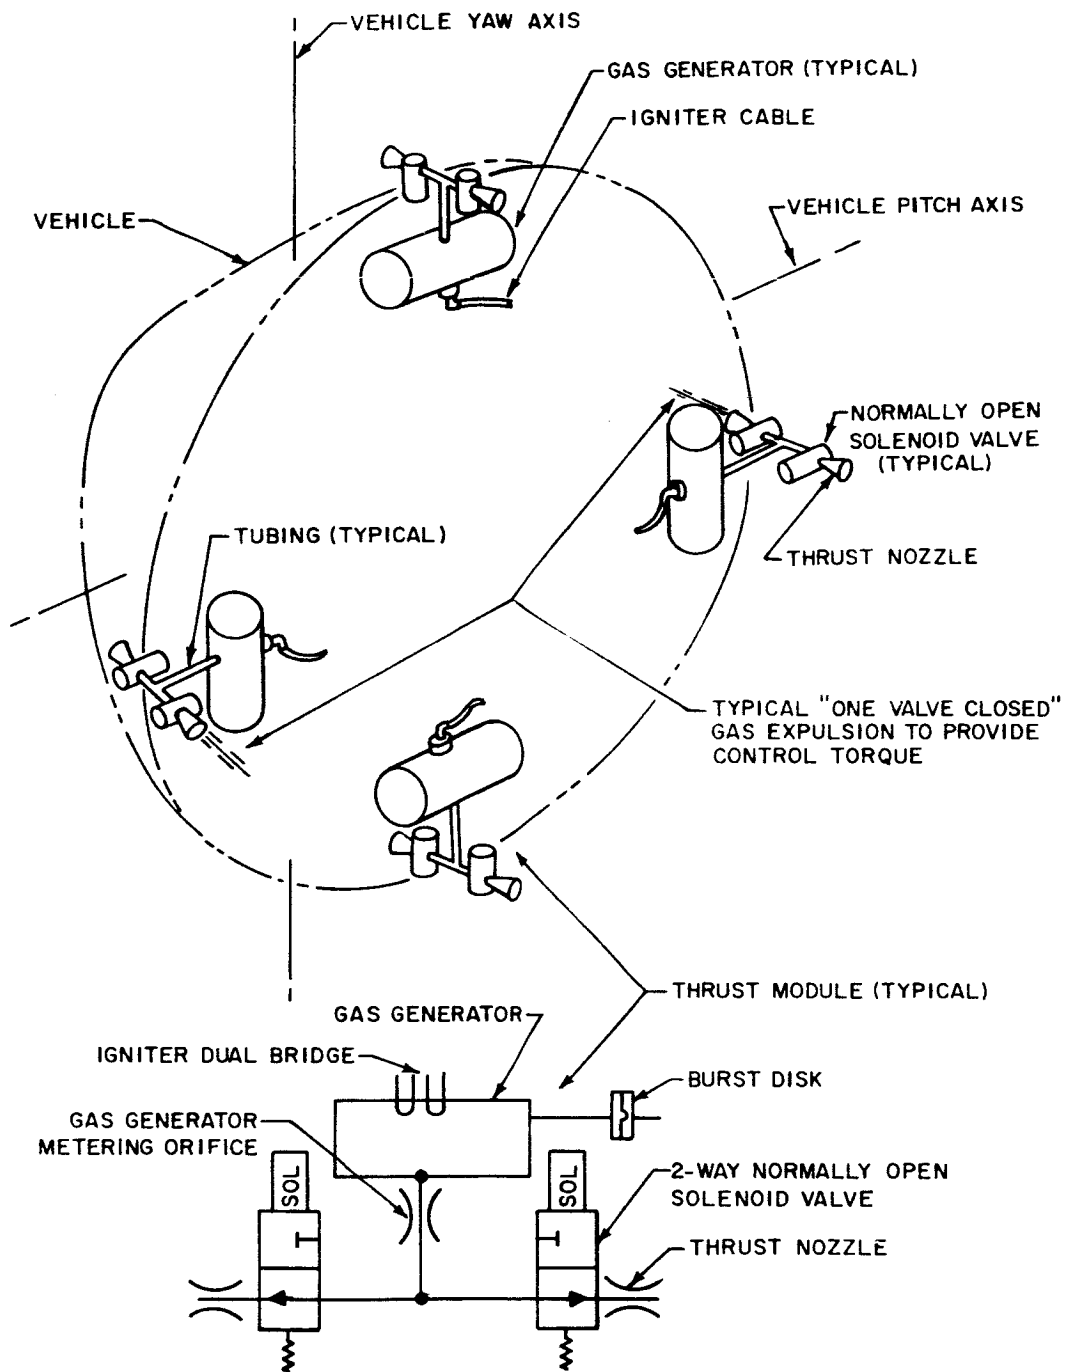 VEHICLE YAW AXIS
GAS GENERATOR (TYPICAL)
IGNITER CABLE
VEHICLE
VEHICLE PITCH AXIS
NORMALLY OPEN
SOLENOID VALVE
(TYPICAL)
TUBING (TYPICAL)
THRUST NOZZLE
TYPICAL "ONE VALVE CLOSED"
GAS EXPULSION TO PROVIDE
CONTROL TORQUE
THRUST MODULE (TYPICAL)
GAS GENERATOR
IGNITER DUAL BRIDGE
BURST DISK
GAS GENERATOR
METERING ORIFICE
SOL
SOL
2-WAY NORMALLY OPEN
SOLENOID VALVE
THRUST NOZZLE